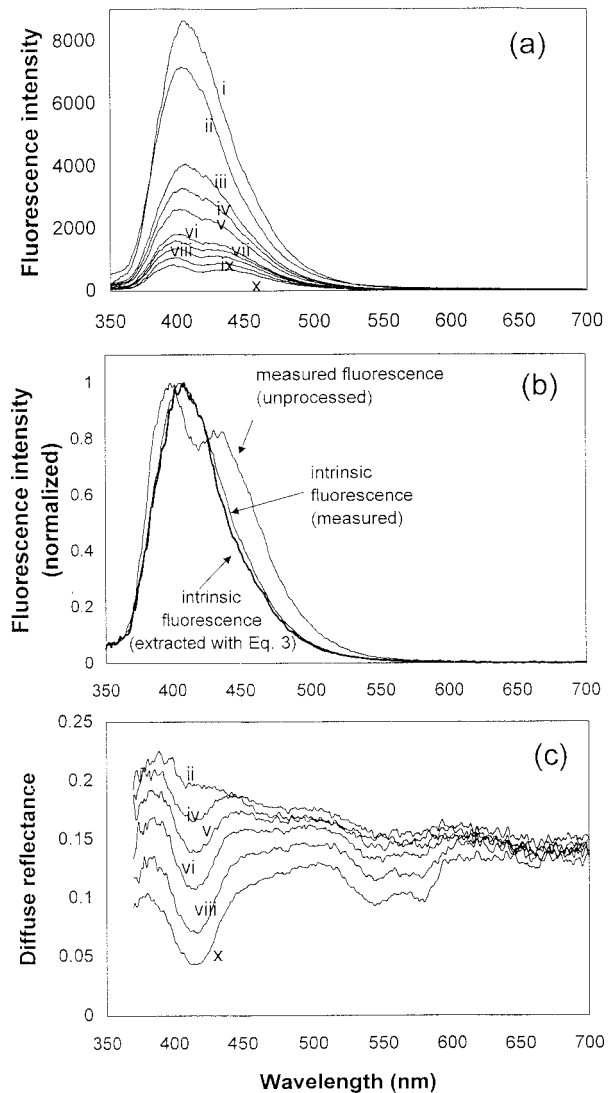 (a)
8000
6000
4000
2000
0
Fluorescence intensity
i
ii
iii
iv
v
vi
vii
viii
ix
x
350 400 450 500 550 600 650 700
(b)
1
0.8
0.6
0.4
0.2
0
Fluorescence intensity
(normalized)
measured fluorescence
(unprocessed)
intrinsic
fluorescence
(measured)
intrinsic
fluorescence
(extracted with Eq. 3)
350 400 450 500 550 600 650 700
(c)
0.25
0.2
0.15
0.1
0.05
0
Diffuse reflectance
ii
iv
v
vi
viii
x
350 400 450 500 550 600 650 700
Wavelength (nm)